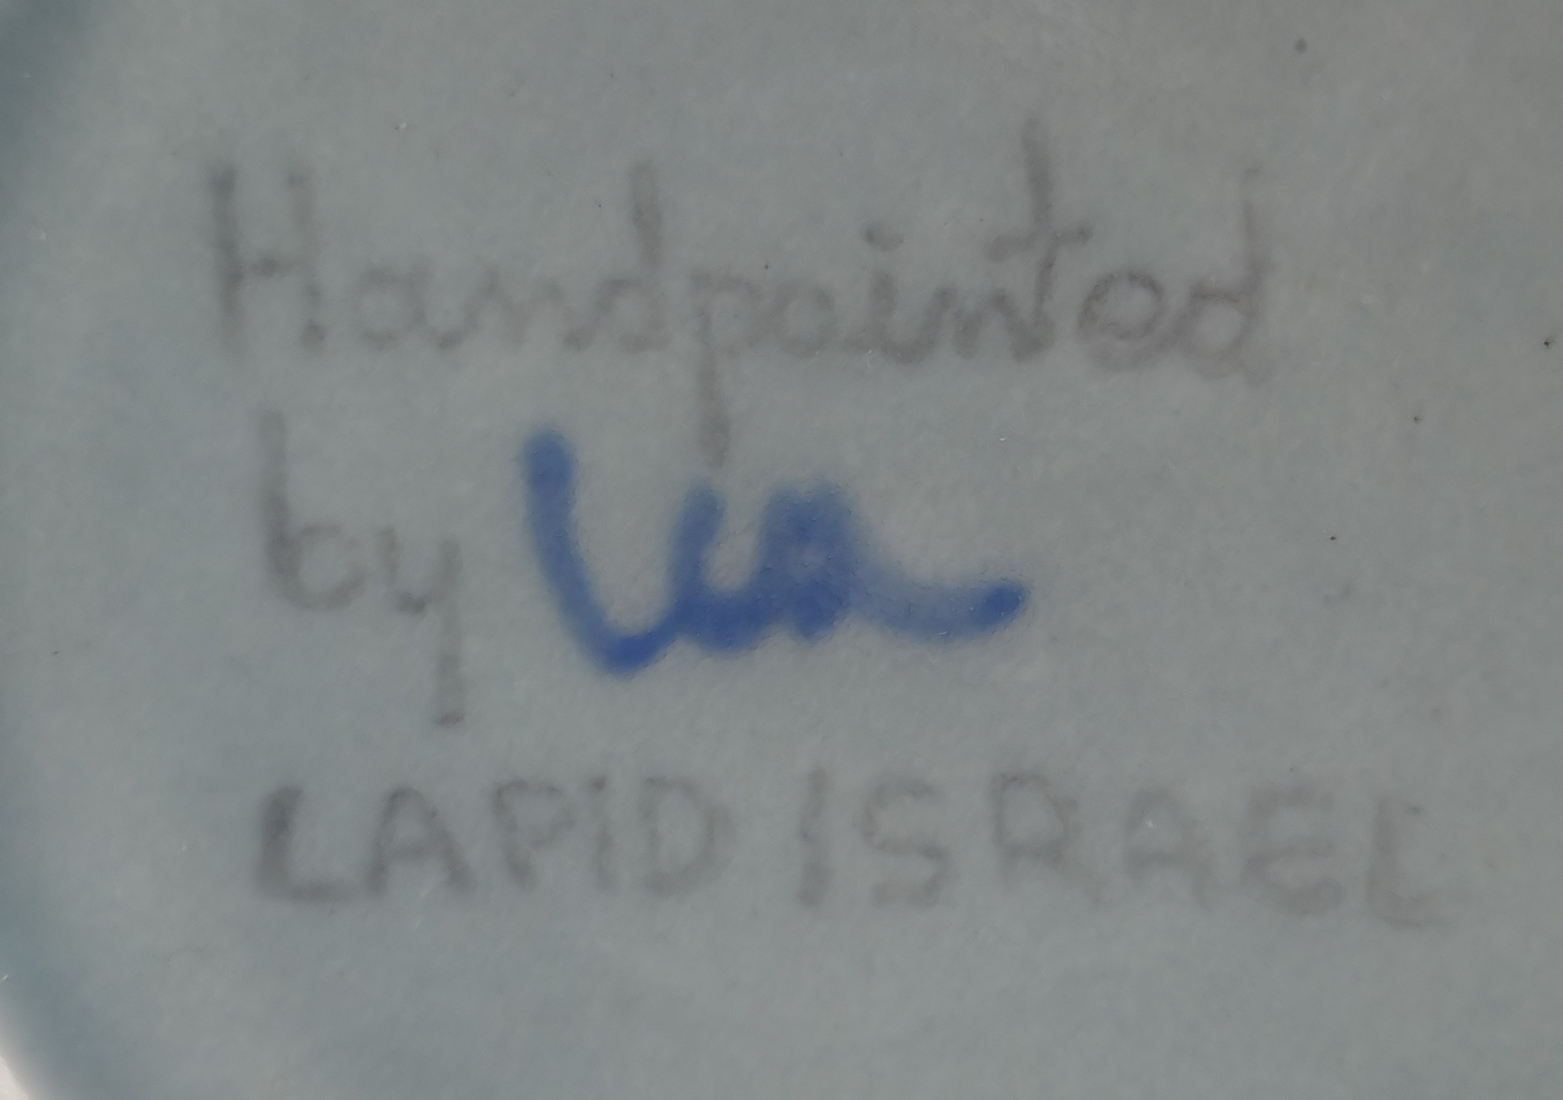 Handpainted
by
LAPID ISRAEL